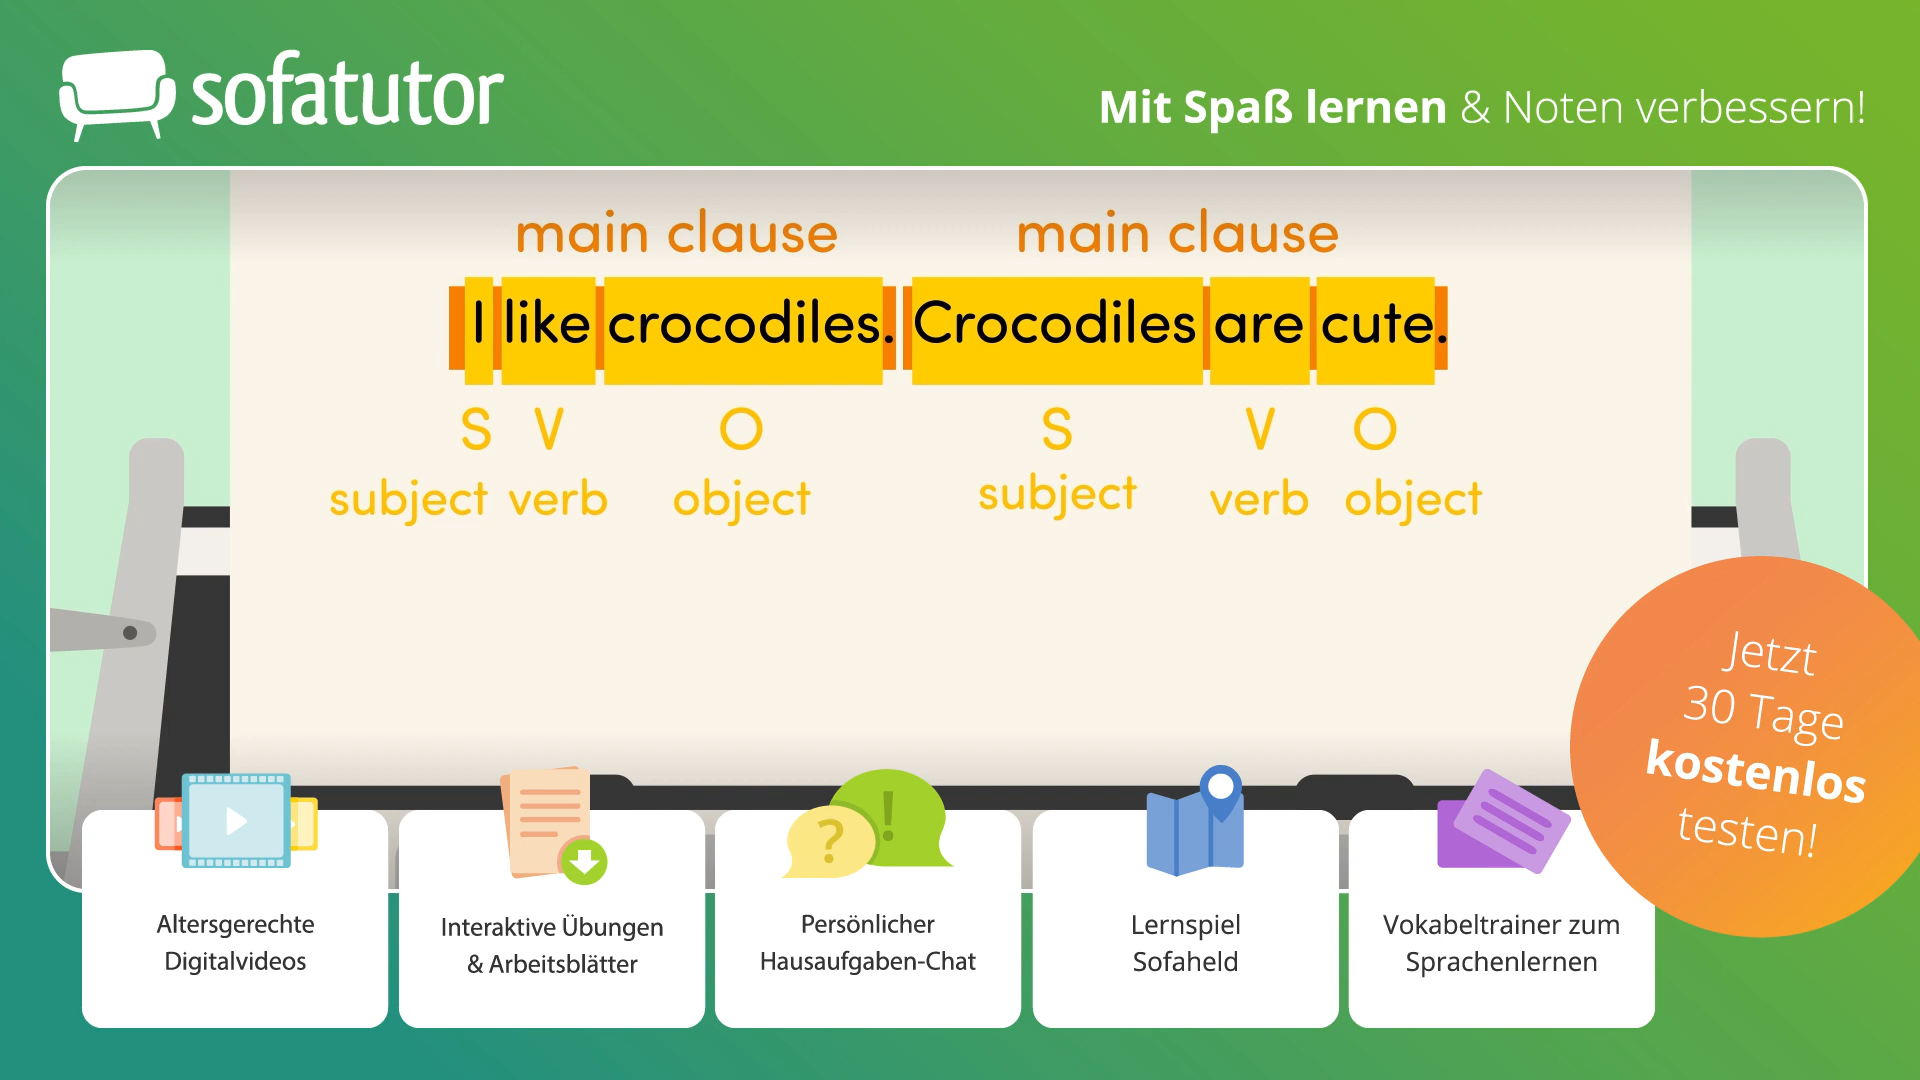 sofatutor
Mit Spaß lernen & Noten verbessern!
main clause main clause
I like crocodiles. Crocodiles are cute.
S V O S V O
subject verb object subject verb object
Jetzt
30 Tage
kostenlos
testen!
? !
Altersgerechte
Digitalvideos
Interaktive Übungen
& Arbeitsblätter
Persönlicher
Hausaufgaben-Chat
Lernspiel
Sofaheld
Vokabeltrainer zum
Sprachenlernen